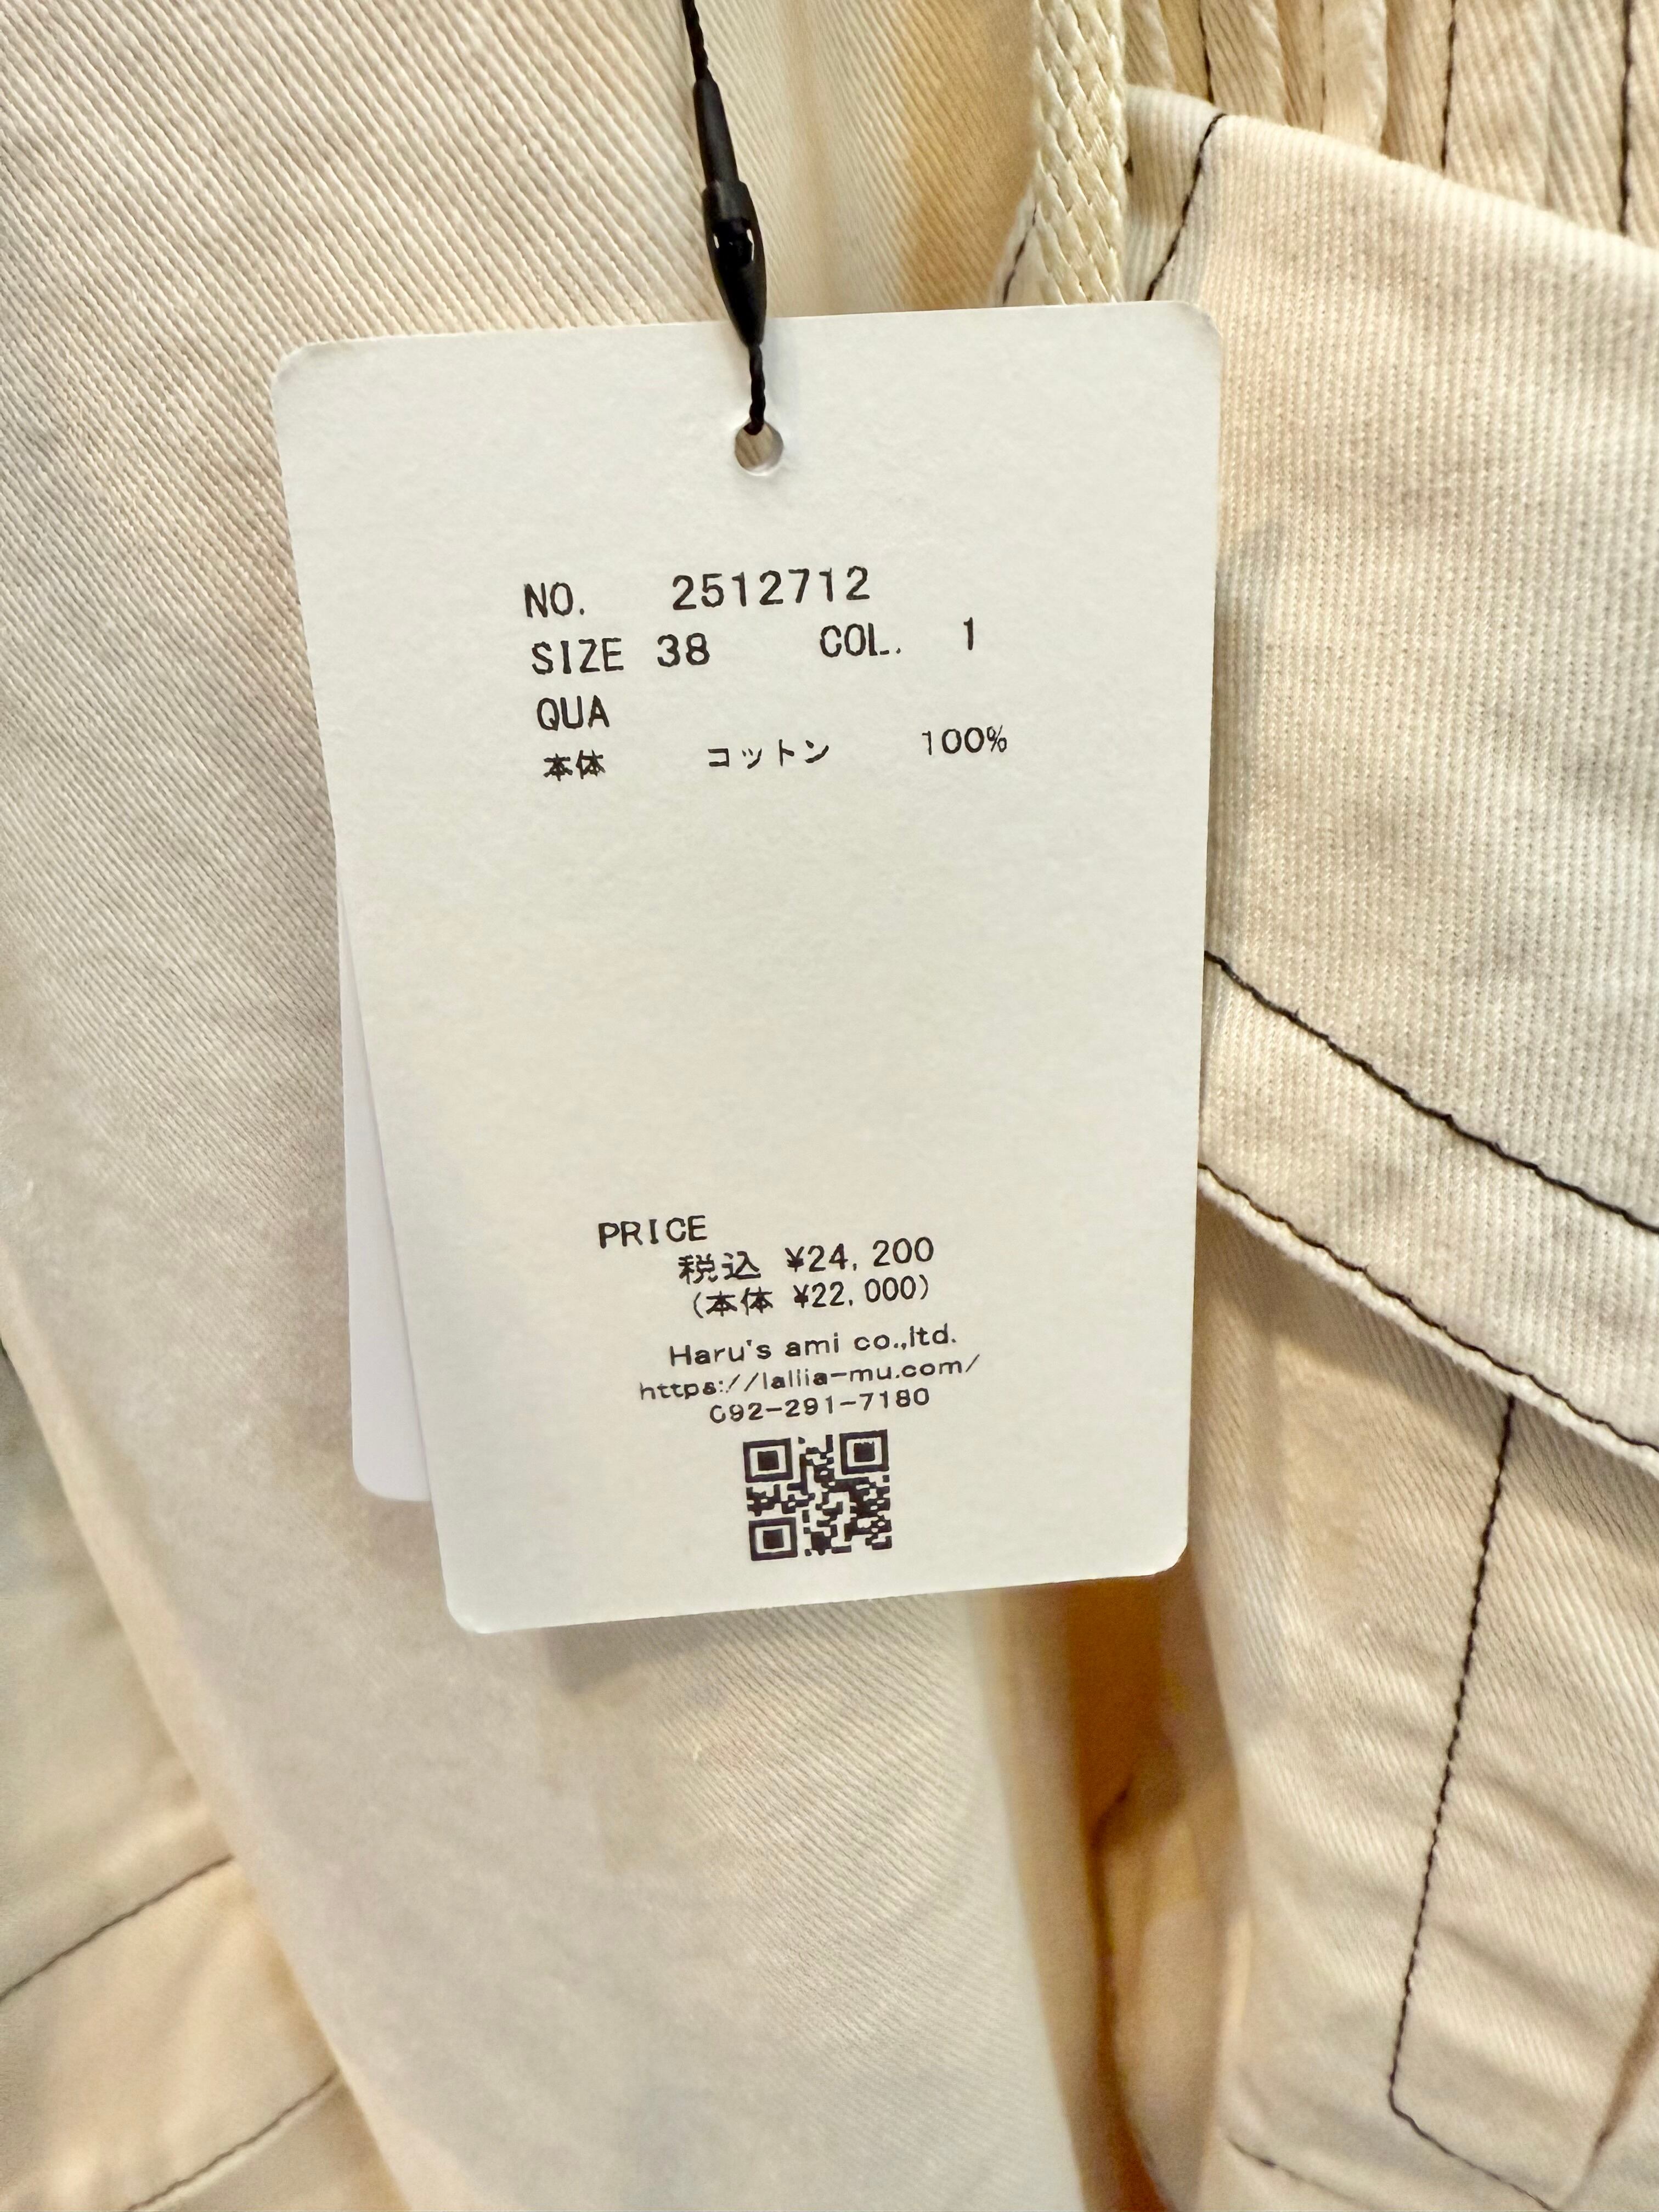 NO. 2512712
SIZE 38 COL. 1
QUA
本体 コットン 100%
PRICE
税込 ¥24,200
(本体 ¥22,000)
Haru's ami co.,ltd.
https://lallia-mu.com/
092-291-7180